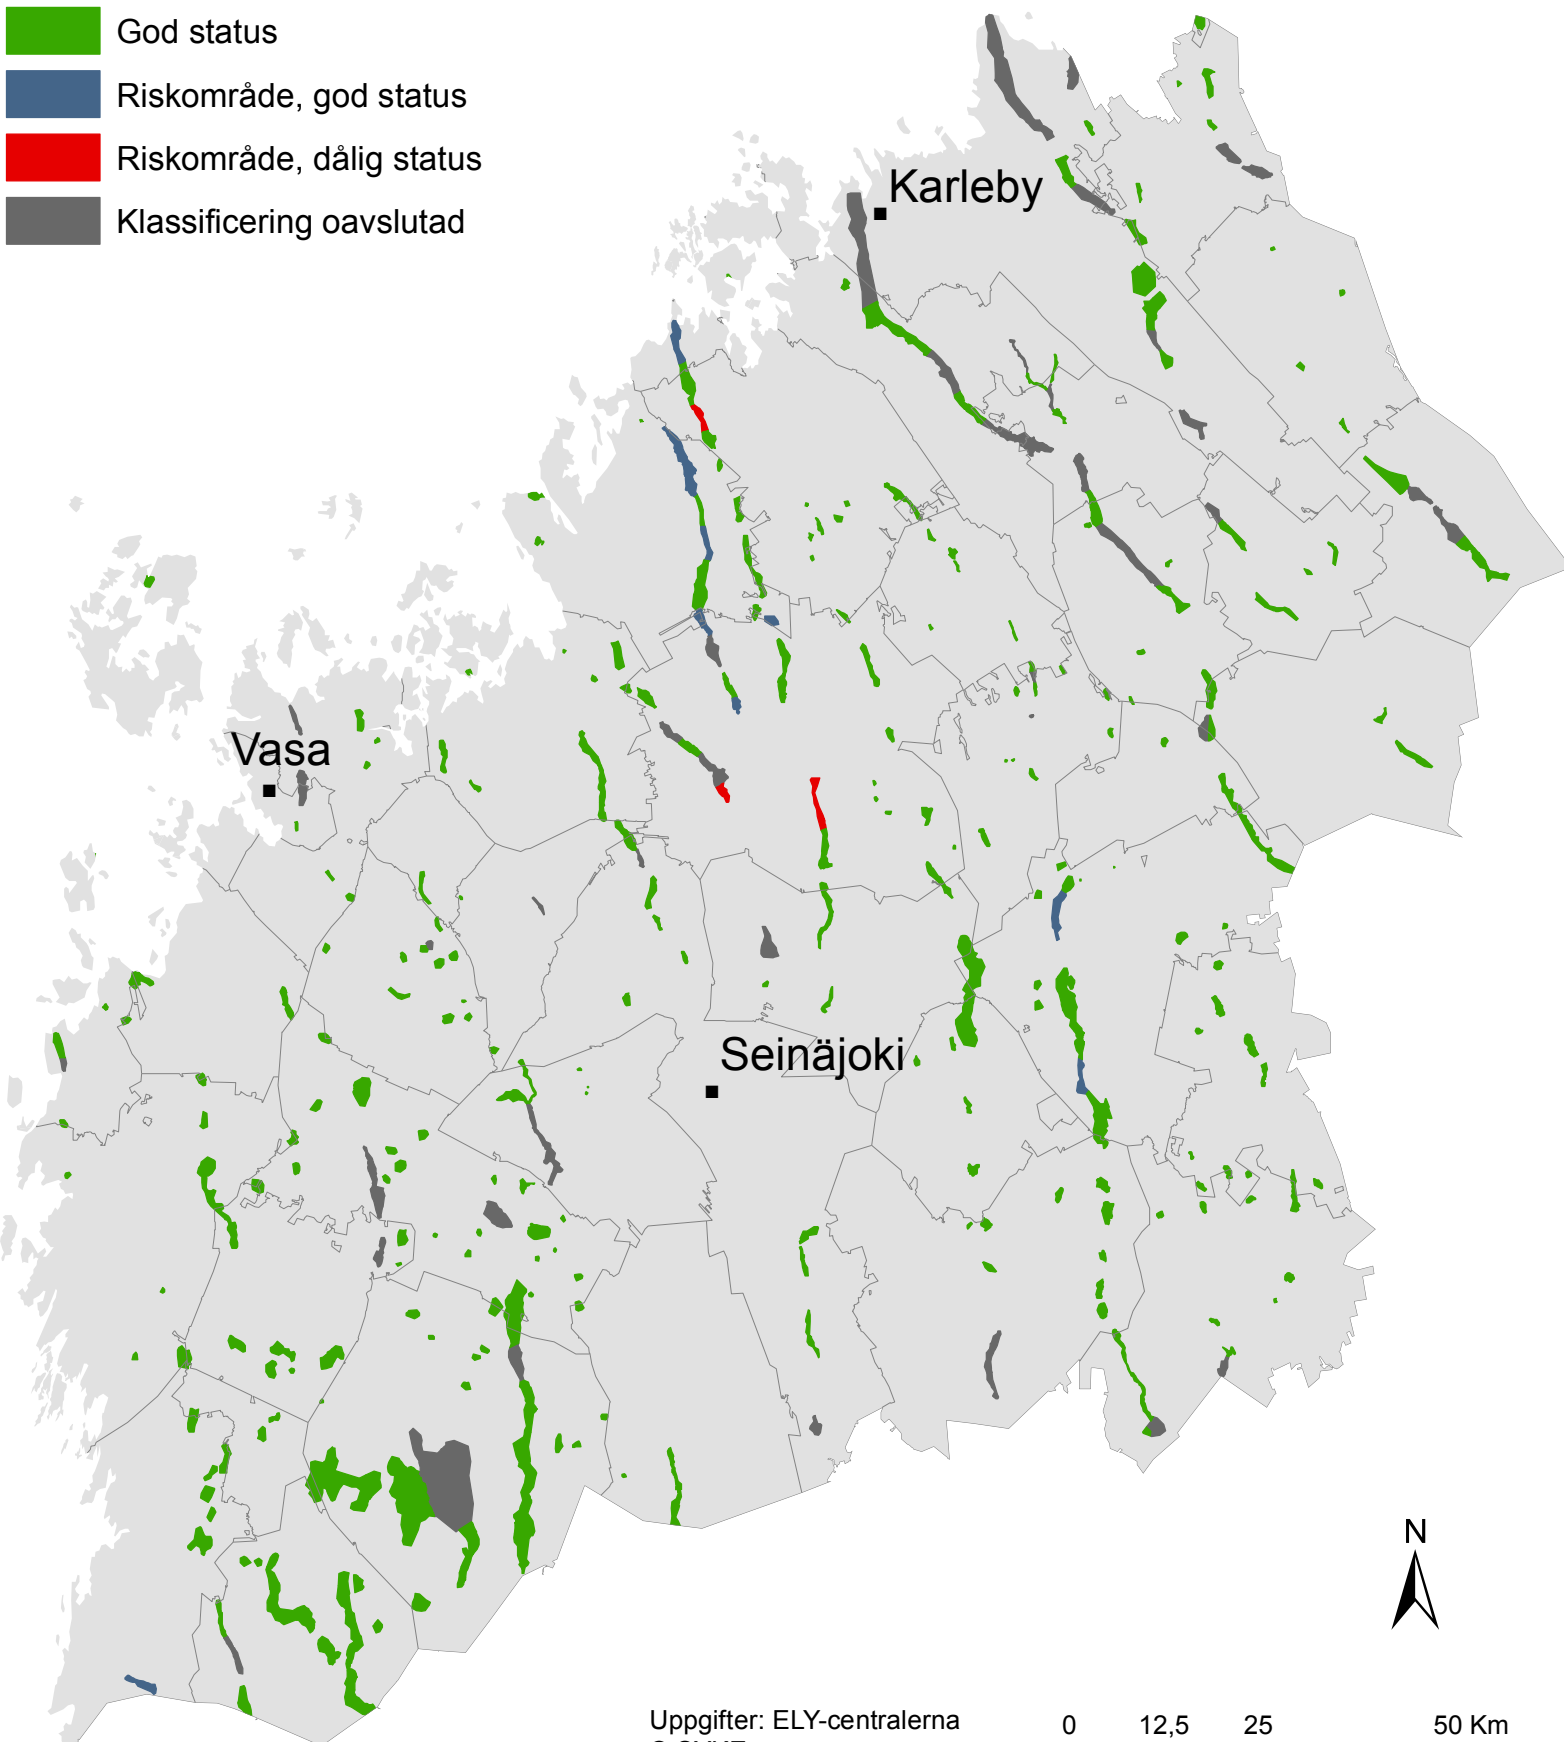 God status
Riskområde, god status
Riskområde, dålig status
Klassificering oavslutad
Karleby
Vasa
Seinäjoki
N
Uppgifter: ELY-centralerna
0 12,5 25 50 Km